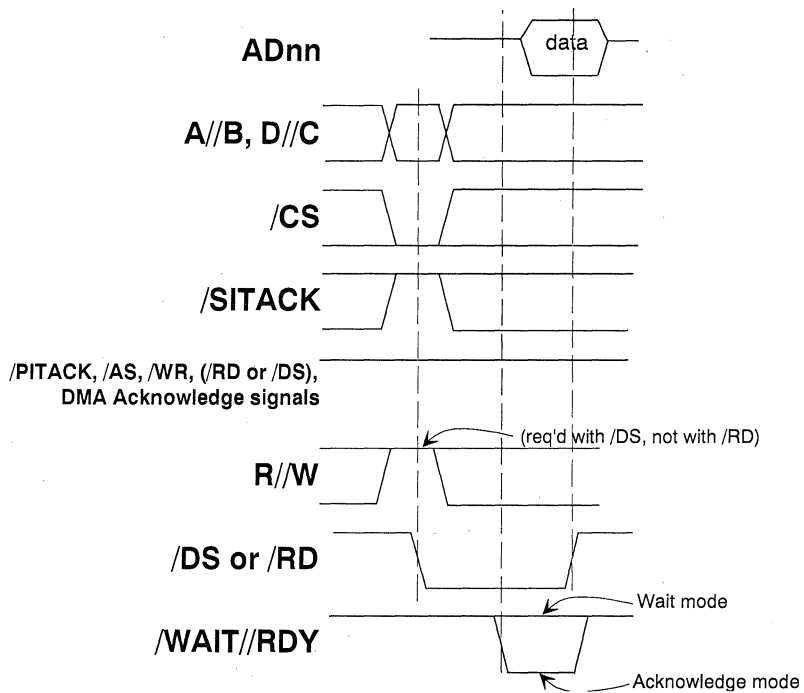 ADnn
data
A//B, D//C
/CS
/SITACK
/PITACK, /AS, /WR, (/RD or /DS),
DMA Acknowledge signals
(req'd with /DS, not with /RD)
R//W
/DS or /RD
Wait mode
/WAIT//RDY
Acknowledge mode